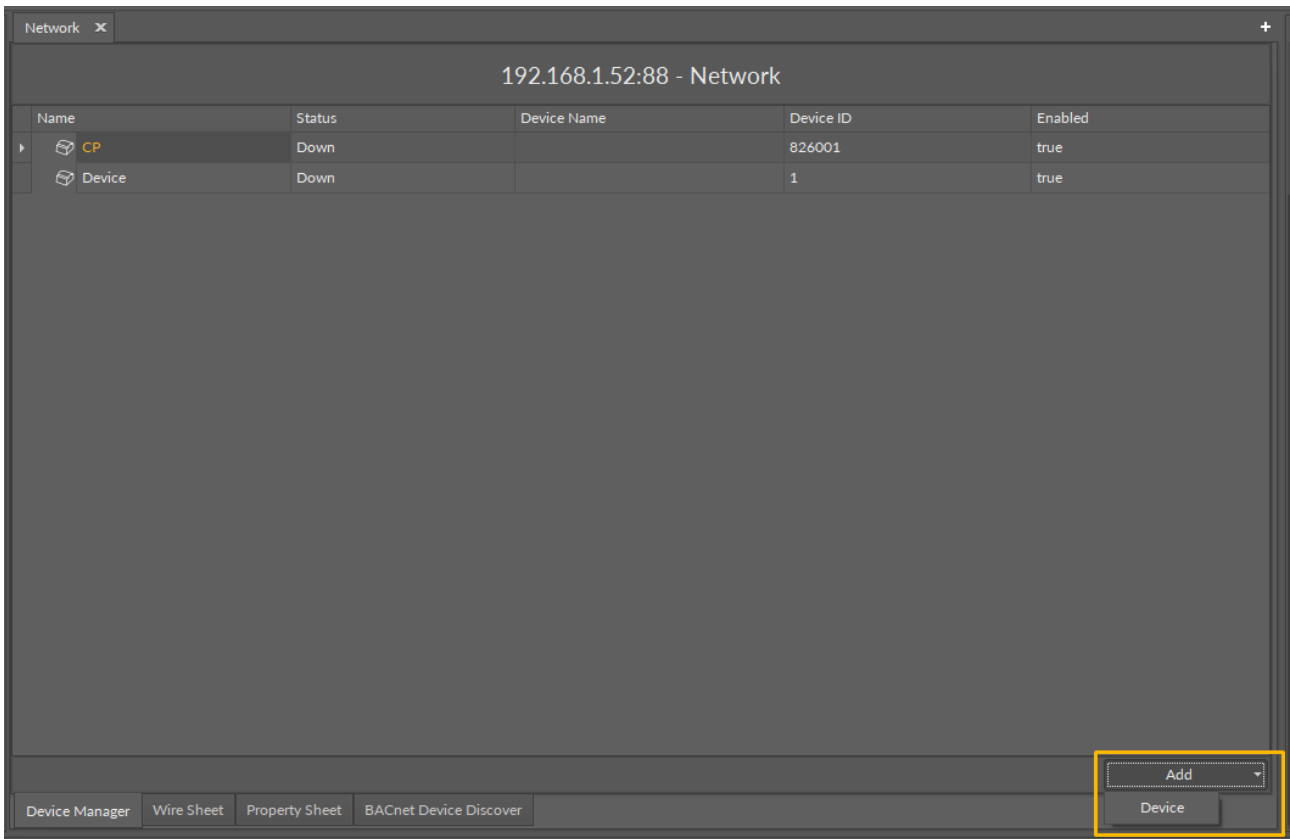 Network
192.168.1.52:88 - Network
Name Status Device Name Device ID Enabled
CP Down 826001 true
Device Down 1 true
Add
Device Manager Wire Sheet Property Sheet BACnet Device Discover Device